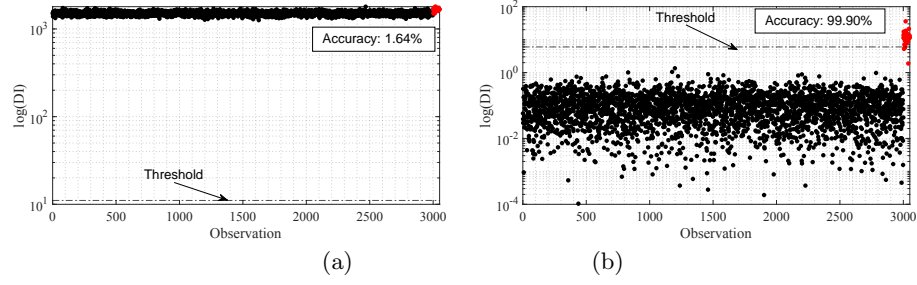 log(DI)
10^3
10^2
10^1
Accuracy: 1.64%
Threshold
0 500 1000 1500 2000 2500 3000
Observation
(a)
log(DI)
10^2
10^0
10^-2
10^-4
Threshold
Accuracy: 99.90%
0 500 1000 1500 2000 2500 3000
Observation
(b)